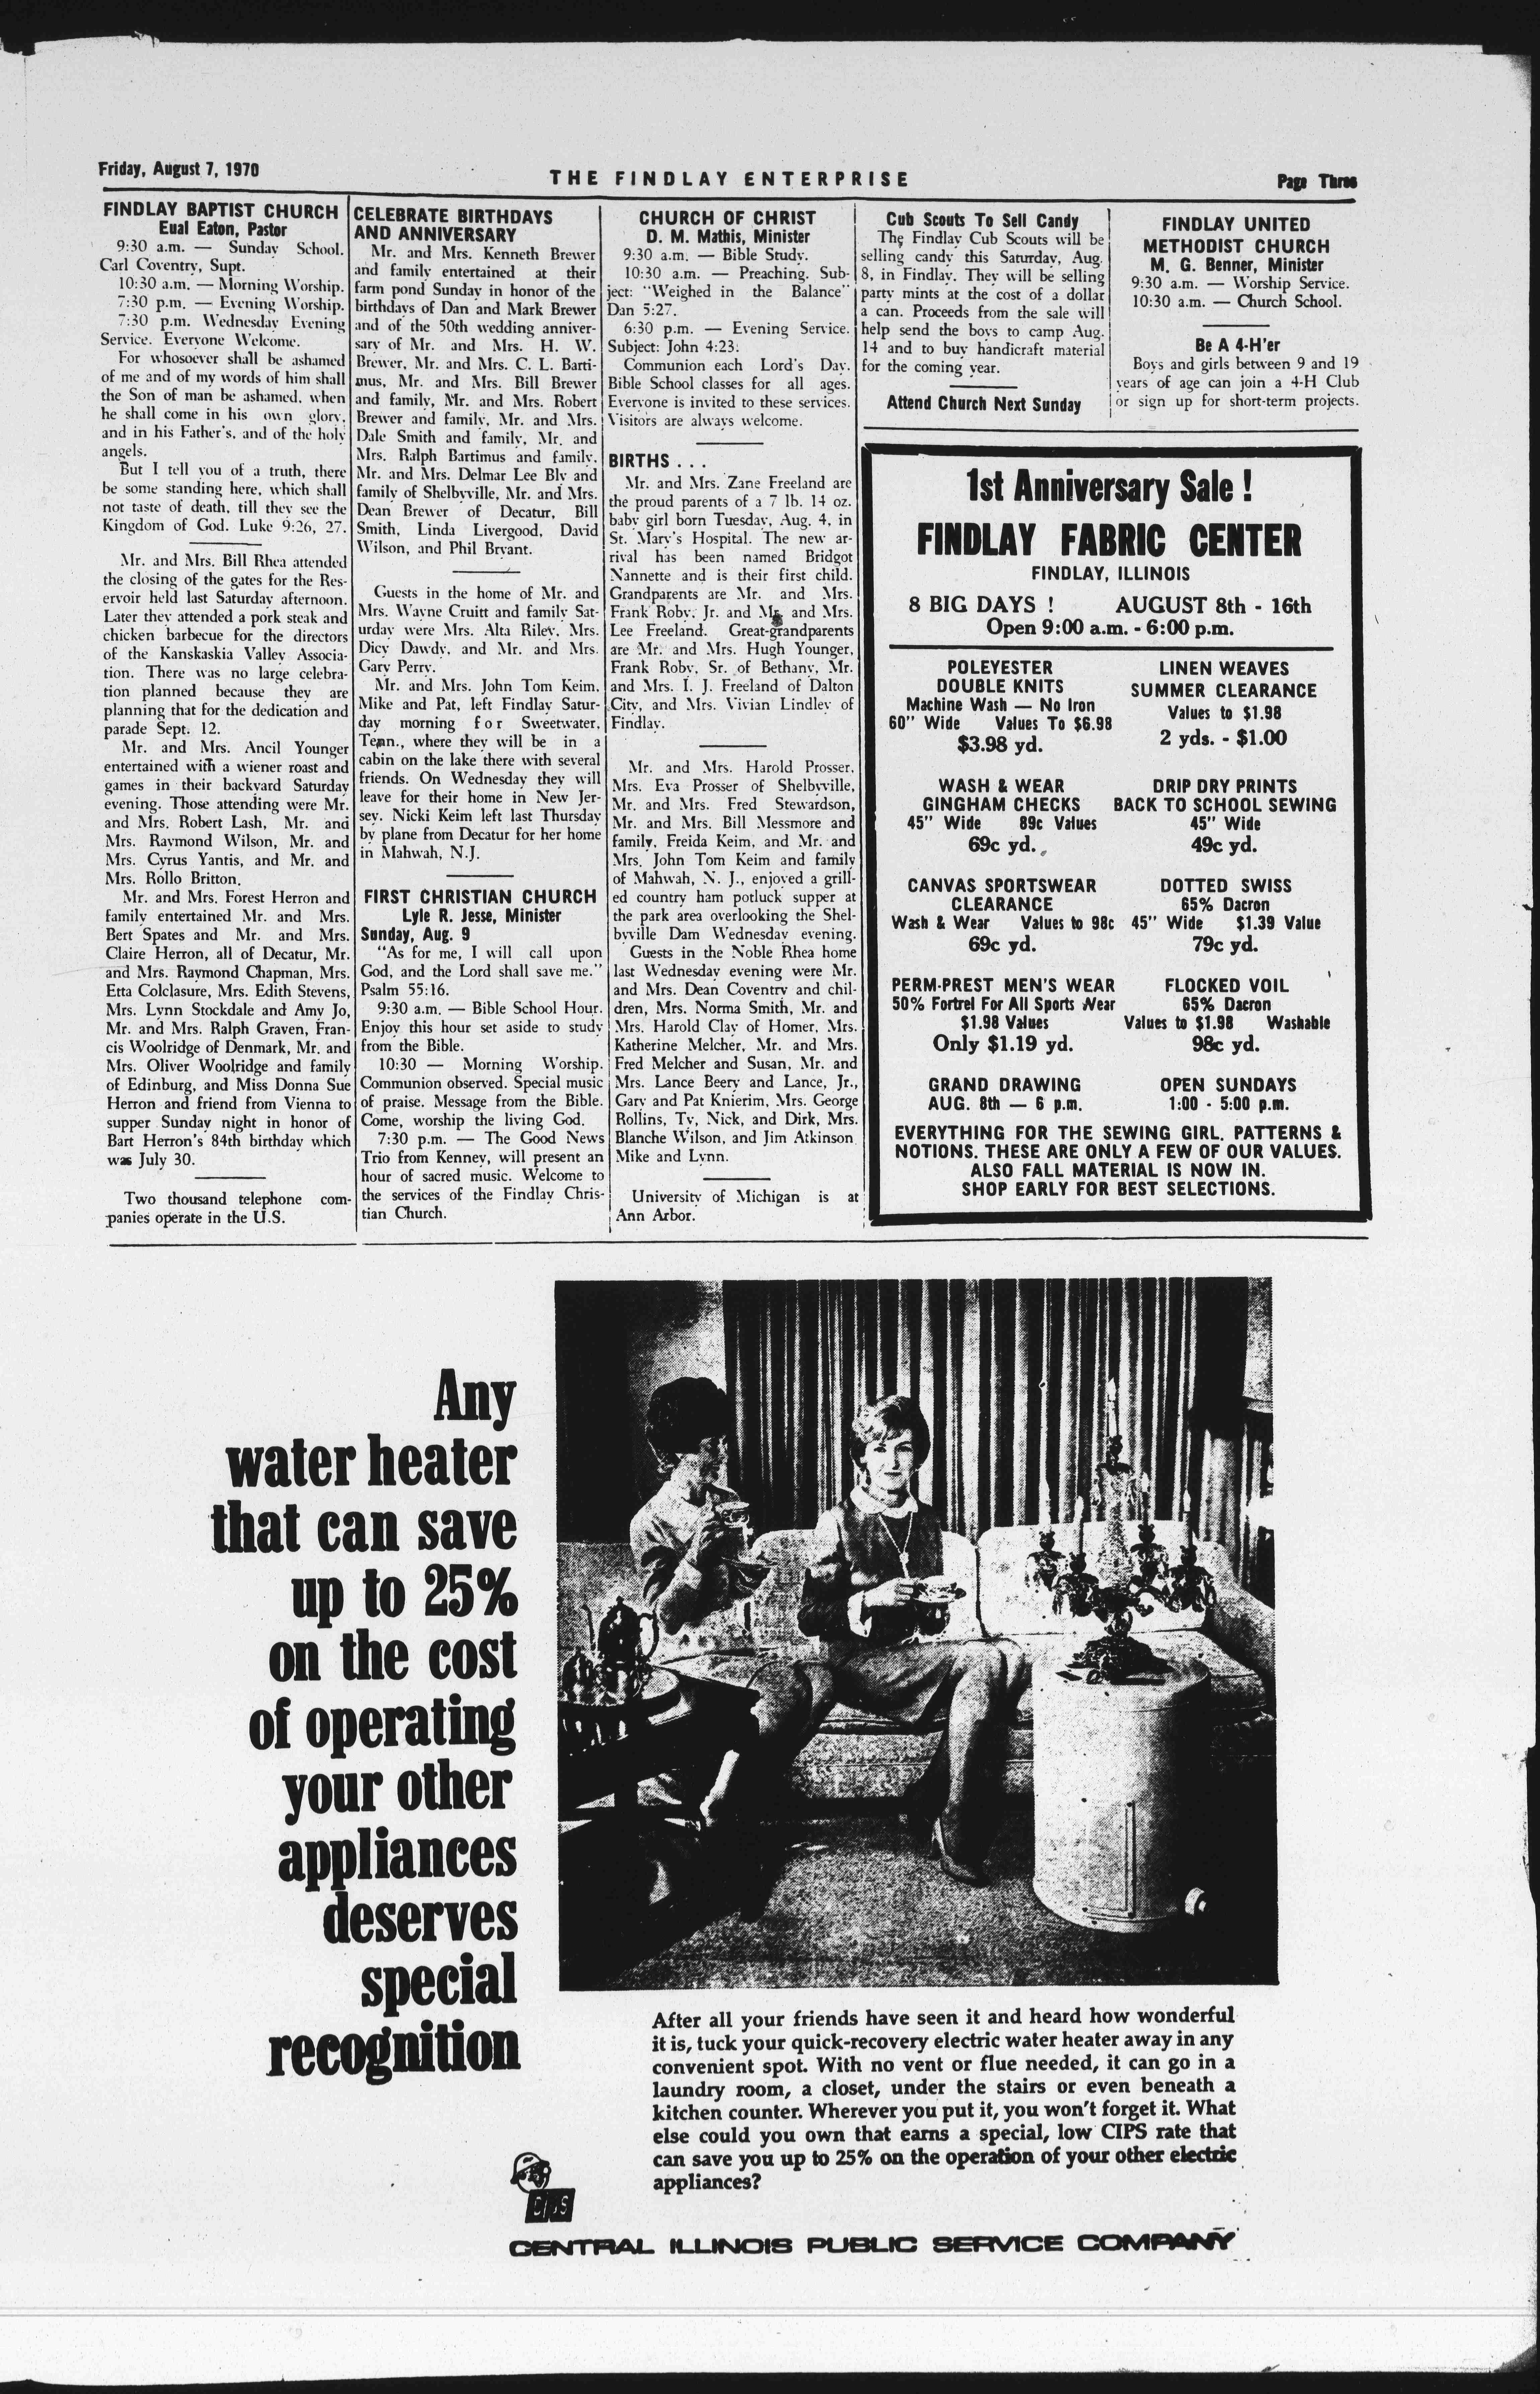 Friday, August 7, 1970
THE FINDLAY ENTERPRISE
Page Three
FINDLAY BAPTIST CHURCH
Eual Eaton, Pastor
9:30 a.m. — Sunday School.
Carl Coventry, Supt.
10:30 a.m. — Morning Worship.
7:30 p.m. — Evening Worship.
7:30 p.m. Wednesday Evening
Service. Everyone Welcome.
For whosoever shall be ashamed
of me and of my words of him shall
the Son of man be ashamed, when
he shall come in his own glory,
and in his Father's, and of the holy
angels.
But I tell you of a truth, there
be some standing here, which shall
not taste of death, till they see the
Kingdom of God. Luke 9:26, 27.
Mr. and Mrs. Bill Rhea attended
the closing of the gates for the Res-
ervoir held last Saturday afternoon.
Later they attended a pork steak and
chicken barbecue for the directors
of the Kanskaskia Valley Associa-
tion. There was no large celebra-
tion planned because they are
planning that for the dedication and
parade Sept. 12.
Mr. and Mrs. Ancil Younger
entertained with a wiener roast and
games in their backyard Saturday
evening. Those attending were Mr.
and Mrs. Robert Lash, Mr. and
Mrs. Raymond Wilson, Mr. and
Mrs. Cyrus Yantis, and Mr. and
Mrs. Rollo Britton.
Mr. and Mrs. Forest Herron and
family entertained Mr. and Mrs.
Bert Spates and Mr. and Mrs.
Claire Herron, all of Decatur, Mr.
and Mrs. Raymond Chapman, Mrs.
Etta Colclasure, Mrs. Edith Stevens,
Mrs. Lynn Stockdale and Amy Jo,
Mr. and Mrs. Ralph Graven, Fran-
cis Woolridge of Denmark, Mr. and
Mrs. Oliver Woolridge and family
of Edinburg, and Miss Donna Sue
Herron and friend from Vienna to
supper Sunday night in honor of
Bart Herron's 84th birthday which
was July 30.
Two thousand telephone com-
panies operate in the U.S.
CELEBRATE BIRTHDAYS
AND ANNIVERSARY
Mr. and Mrs. Kenneth Brewer
and family entertained at their
farm pond Sunday in honor of the
birthdays of Dan and Mark Brewer
and of the 50th wedding anniver-
sary of Mr. and Mrs. H. W.
Brewer, Mr. and Mrs. C. L. Barti-
mus, Mr. and Mrs. Bill Brewer
and family, Mr. and Mrs. Robert
Brewer and family, Mr. and Mrs.
Dale Smith and family, Mr. and
Mrs. Ralph Bartimus and family,
Mr. and Mrs. Delmar Lee Bly and
family of Shelbyville, Mr. and Mrs.
Dean Brewer of Decatur, Bill
Smith, Linda Livergood, David
Wilson, and Phil Bryant.
Guests in the home of Mr. and
Mrs. Wayne Cruitt and family Sat-
urday were Mrs. Alta Riley, Mrs.
Dicy Dawdy, and Mr. and Mrs.
Gary Perry.
Mr. and Mrs. John Tom Keim,
Mike and Pat, left Findlay Satur-
day morning for Sweetwater,
Tenn., where they will be in a
cabin on the lake there with several
friends. On Wednesday they will
leave for their home in New Jer-
sey. Nicki Keim left last Thursday
by plane from Decatur for her home
in Mahwah, N.J.
FIRST CHRISTIAN CHURCH
Lyle R. Jesse, Minister
Sunday, Aug. 9
"As for me, I will call upon
God, and the Lord shall save me."
Psalm 55:16.
9:30 a.m. — Bible School Hour.
Enjoy this hour set aside to study
from the Bible.
10:30 — Morning Worship.
Communion observed. Special music
of praise. Message from the Bible.
Come, worship the living God.
7:30 p.m. — The Good News
Trio from Kenney, will present an
hour of sacred music. Welcome to
the services of the Findlay Chris-
tian Church.
CHURCH OF CHRIST
D. M. Mathis, Minister
9:30 a.m. — Bible Study.
10:30 a.m. — Preaching. Sub-
ject: "Weighed in the Balance"
Dan 5:27.
6:30 p.m. — Evening Service.
Subject: John 4:23.
Communion each Lord's Day.
Bible School classes for all ages.
Everyone is invited to these services.
Visitors are always welcome.
BIRTHS . . .
Mr. and Mrs. Zane Freeland are
the proud parents of a 7 lb. 14 oz.
baby girl born Tuesday, Aug. 4, in
St. Mary's Hospital. The new ar-
rival has been named Bridgot
Nannette and is their first child.
Grandparents are Mr. and Mrs.
Frank Roby, Jr. and Mr. and Mrs.
Lee Freeland. Great-grandparents
are Mr. and Mrs. Hugh Younger,
Frank Roby, Sr. of Bethany, Mr.
and Mrs. I. J. Freeland of Dalton
City, and Mrs. Vivian Lindley of
Findlay.
Mr. and Mrs. Harold Prosser,
Mrs. Eva Prosser of Shelbyville,
Mr. and Mrs. Fred Stewardson,
Mr. and Mrs. Bill Messmore and
family, Freida Keim, and Mr. and
Mrs. John Tom Keim and family
of Mahwah, N. J., enjoyed a grill-
ed country ham potluck supper at
the park area overlooking the Shel-
byville Dam Wednesday evening.
Guests in the Noble Rhea home
last Wednesday evening were Mr.
and Mrs. Dean Coventry and chil-
dren, Mrs. Norma Smith, Mr. and
Mrs. Harold Clay of Homer, Mrs.
Katherine Melcher, Mr. and Mrs.
Fred Melcher and Susan, Mr. and
Mrs. Lance Beery and Lance, Jr.,
Gary and Pat Knierim, Mrs. George
Rollins, Ty, Nick, and Dirk, Mrs.
Blanche Wilson, and Jim Atkinson
Mike and Lynn.
University of Michigan is at
Ann Arbor.
Cub Scouts To Sell Candy
The Findlay Cub Scouts will be
selling candy this Saturday, Aug.
8, in Findlay. They will be selling
party mints at the cost of a dollar
a can. Proceeds from the sale will
help send the boys to camp Aug.
14 and to buy handicraft material
for the coming year.
Attend Church Next Sunday
FINDLAY UNITED
METHODIST CHURCH
M. G. Benner, Minister
9:30 a.m. — Worship Service.
10:30 a.m. — Church School.
Be A 4-H'er
Boys and girls between 9 and 19
years of age can join a 4-H Club
or sign up for short-term projects.
1st Anniversary Sale !
FINDLAY FABRIC CENTER
FINDLAY, ILLINOIS
8 BIG DAYS ! AUGUST 8th - 16th
Open 9:00 a.m. - 6:00 p.m.
POLEYESTER
DOUBLE KNITS
Machine Wash — No Iron
60" Wide Values To $6.98
$3.98 yd.
LINEN WEAVES
SUMMER CLEARANCE
Values to $1.98
2 yds. - $1.00
WASH & WEAR
GINGHAM CHECKS
45" Wide 89c Values
69c yd.
DRIP DRY PRINTS
BACK TO SCHOOL SEWING
45" Wide
49c yd.
CANVAS SPORTSWEAR
CLEARANCE
Wash & Wear Values to 98c
69c yd.
DOTTED SWISS
65% Dacron
45" Wide $1.39 Value
79c yd.
PERM-PREST MEN'S WEAR
50% Fortrel For All Sports Wear
$1.98 Values
Only $1.19 yd.
FLOCKED VOIL
65% Dacron
Values to $1.98 Washable
98c yd.
GRAND DRAWING
AUG. 8th — 6 p.m.
OPEN SUNDAYS
1:00 - 5:00 p.m.
EVERYTHING FOR THE SEWING GIRL. PATTERNS &
NOTIONS. THESE ARE ONLY A FEW OF OUR VALUES.
ALSO FALL MATERIAL IS NOW IN.
SHOP EARLY FOR BEST SELECTIONS.
Any
water heater
that can save
up to 25%
on the cost
of operating
your other
appliances
deserves
special
recognition
After all your friends have seen it and heard how wonderful
it is, tuck your quick-recovery electric water heater away in any
convenient spot. With no vent or flue needed, it can go in a
laundry room, a closet, under the stairs or even beneath a
kitchen counter. Wherever you put it, you won't forget it. What
else could you own that earns a special, low CIPS rate that
can save you up to 25% on the operation of your other electric
appliances?
CIPS
CENTRAL ILLINOIS PUBLIC SERVICE COMPANY